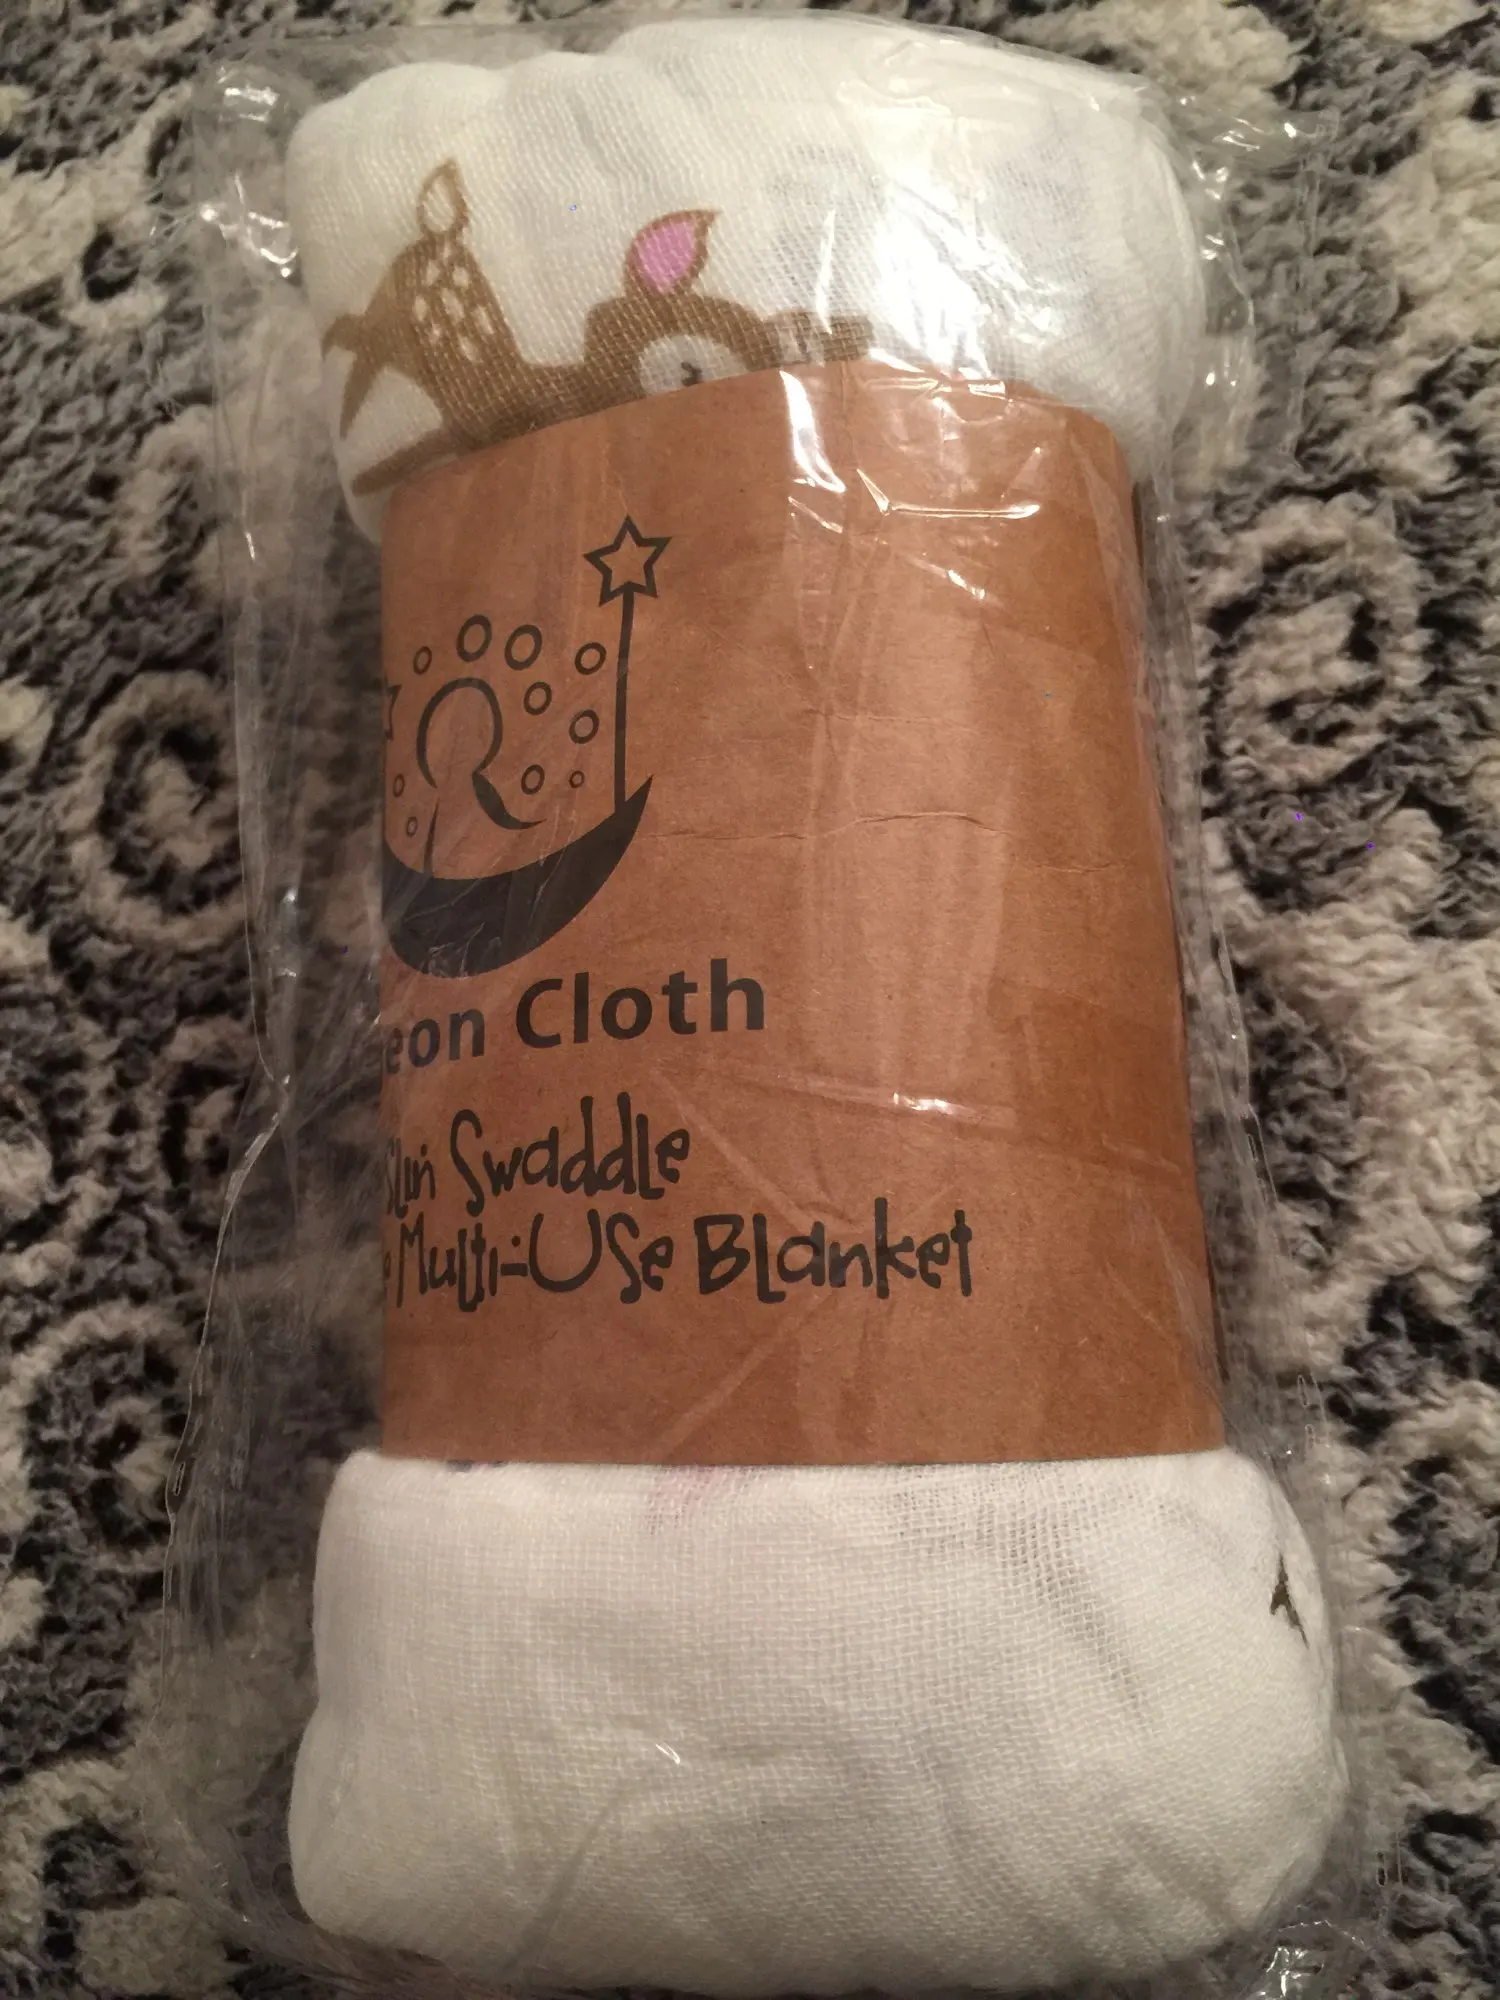 R
eon Cloth
slin Swaddle
Multi-Use Blanket